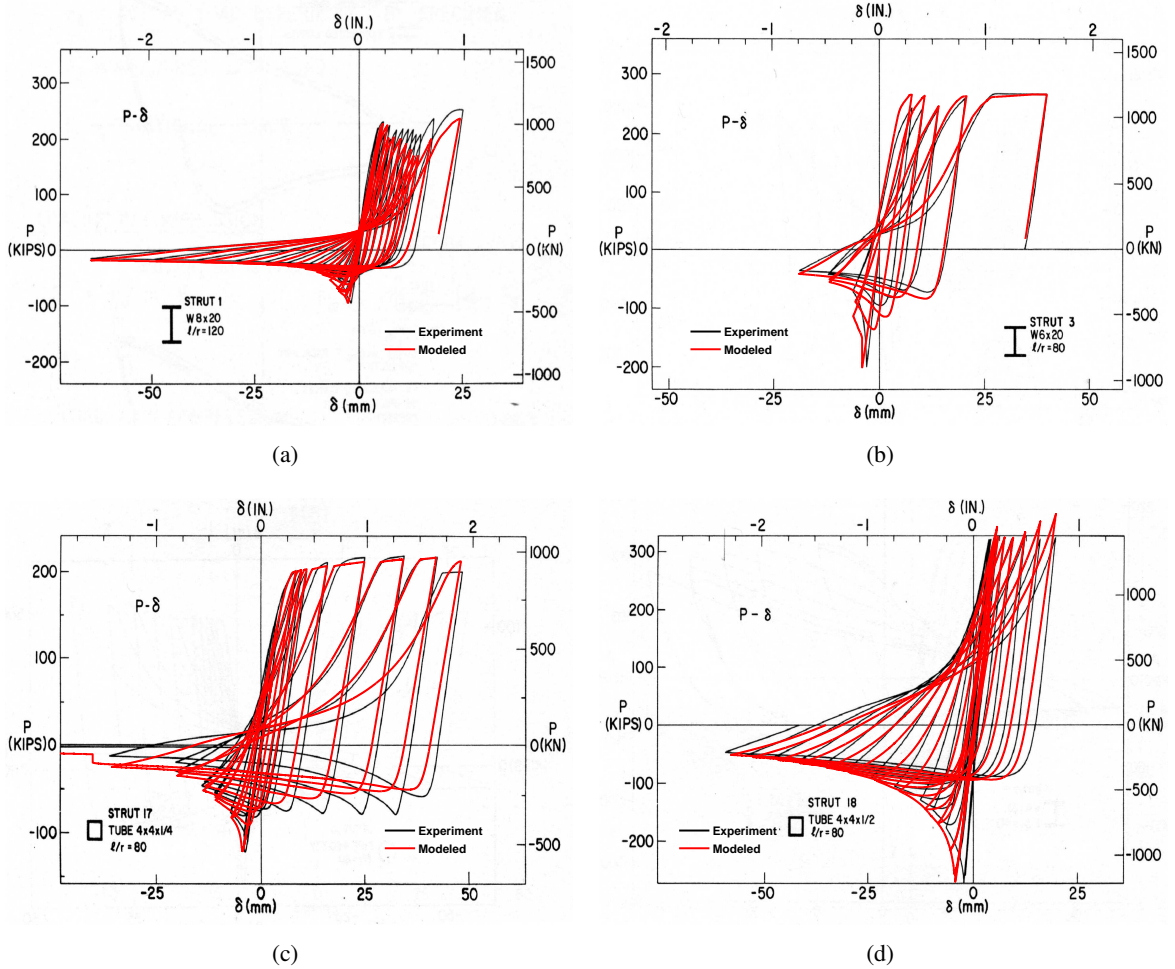 δ (IN.)
-2 -1 0 1
300
200
100
P
(KIPS) 0
-100
-200
1500
1000
500
P
0 (KN)
-500
-1000
P-δ
STRUT 1
W8x20
ℓ/r=120
Experiment
Modeled
-50 -25 0 25
δ (mm)
(a)
δ (IN.)
-2 -1 0 1 2
300
200
100
P
(KIPS) 0
-100
-200
1500
1000
500
P
0 (KN)
-500
-1000
P-δ
Experiment
Modeled
STRUT 3
W6x20
ℓ/r=80
-50 -25 0 25 50
δ (mm)
(b)
δ (IN.)
-1 0 1 2
200
100
P
(KIPS) 0
-100
1000
500
P
0 (KN)
-500
P-δ
STRUT 17
TUBE 4x4x1/4
ℓ/r = 80
Experiment
Modeled
-25 0 25 50
δ (mm)
(c)
δ (IN.)
-2 -1 0 1
300
200
100
P
(KIPS) 0
-100
-200
1000
500
P
0 (KN)
-500
-1000
P - δ
Experiment
Modeled
STRUT 18
TUBE 4x4x1/2
ℓ/r = 80
-50 -25 0 25
δ (mm)
(d)